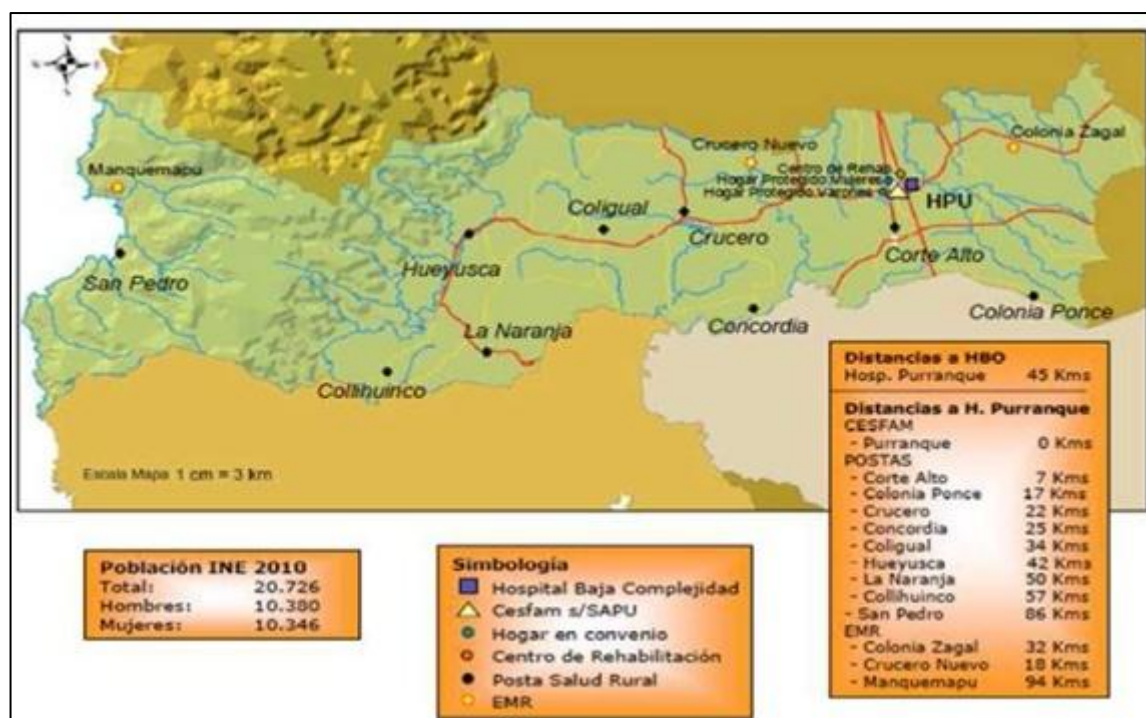 Crucero Nuevo
Colonia Zagal
Manquemapu
Centro de Rehab
Hogar Protegido Mujeres
Hogar Protegido Varones
HPU
Coligual
Crucero
Corte Alto
Hueyusca
San Pedro
La Naranja
Concordia
Colonia Ponce
Collihuinco
Escala Mapa 1 cm = 3 km
Distancias a HBO
Hosp. Purranque 45 Kms
Distancias a H. Purranque
CESFAM
- Purranque 0 Kms
POSTAS
- Corte Alto 7 Kms
- Colonia Ponce 17 Kms
- Crucero 22 Kms
- Concordia 25 Kms
- Coligual 34 Kms
- Hueyusca 42 Kms
- La Naranja 50 Kms
- Collihuinco 57 Kms
- San Pedro 86 Kms
EMR
- Colonia Zagal 32 Kms
- Crucero Nuevo 18 Kms
- Manquemapu 94 Kms
Población INE 2010
Total: 20.726
Hombres: 10.380
Mujeres: 10.346
Simbología
Hospital Baja Complejidad
Cesfam s/SAPU
Hogar en convenio
Centro de Rehabilitación
Posta Salud Rural
EMR